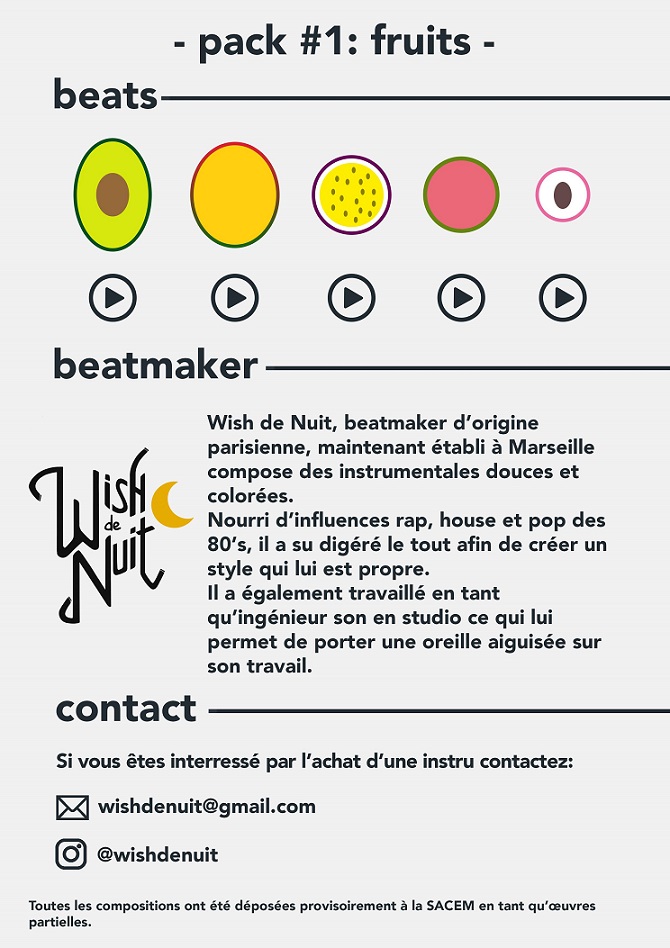 - pack #1: fruits -
beats
beatmaker
Wish de Nuit
Wish de Nuit, beatmaker d’origine
parisienne, maintenant établi à Marseille
compose des instrumentales douces et
colorées.
Nourri d’influences rap, house et pop des
80’s, il a su digéré le tout afin de créer un
style qui lui est propre.
Il a également travaillé en tant
qu’ingénieur son en studio ce qui lui
permet de porter une oreille aiguisée sur
son travail.
contact
Si vous êtes interressé par l’achat d’une instru contactez:
wishdenuit@gmail.com
@wishdenuit
Toutes les compositions ont été déposées provisoirement à la SACEM en tant qu’œuvres
partielles.